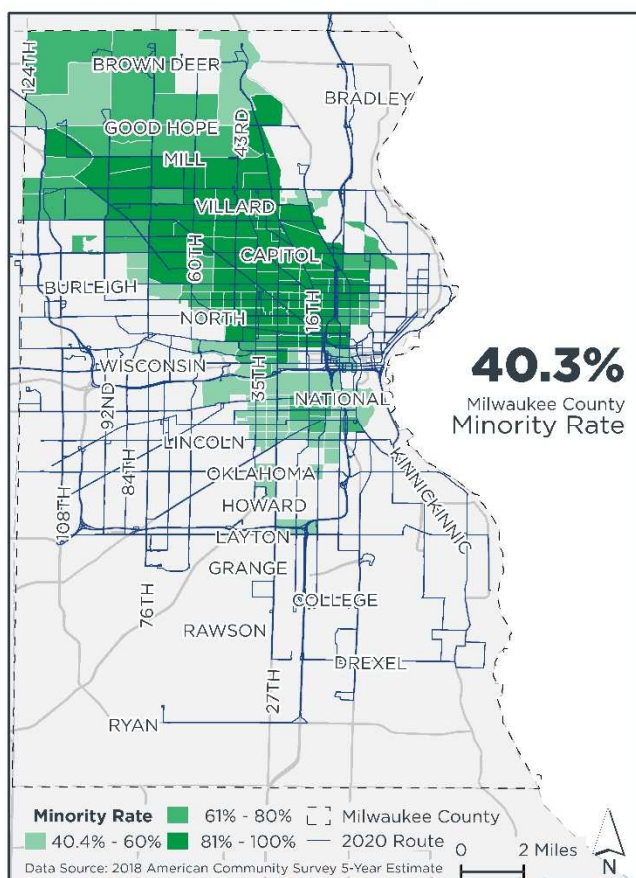 BROWN DEER
124TH
BRADLEY
43RD
GOOD HOPE
MILL
VILLARD
60TH
CAPITOL
BURLEIGH
NORTH
16TH
WISCONSIN
35TH
40.3%
Milwaukee County
Minority Rate
92ND
NATIONAL
LINCOLN
84TH
OKLAHOMA
KINNICKINNIC
108TH
HOWARD
LAYTON
GRANGE
76TH
COLLEGE
RAWSON
27TH
DREXEL
RYAN
Minority Rate
40.4% - 60%
61% - 80%
81% - 100%
Milwaukee County
2020 Route
Data Source: 2018 American Community Survey 5-Year Estimate
0 2 Miles
N